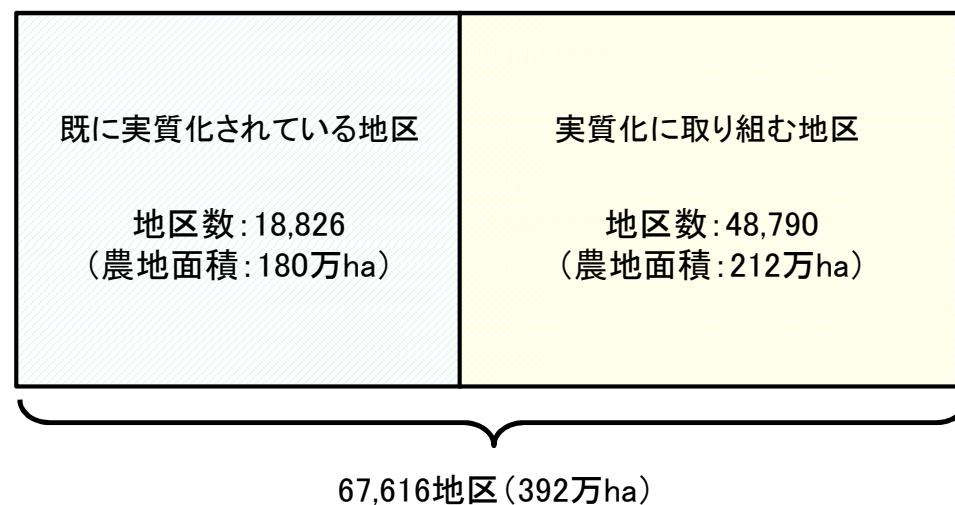 既に実質化されている地区
地区数：18,826
（農地面積：180万ha）
実質化に取り組む地区
地区数：48,790
（農地面積：212万ha）
67,616地区（392万ha）